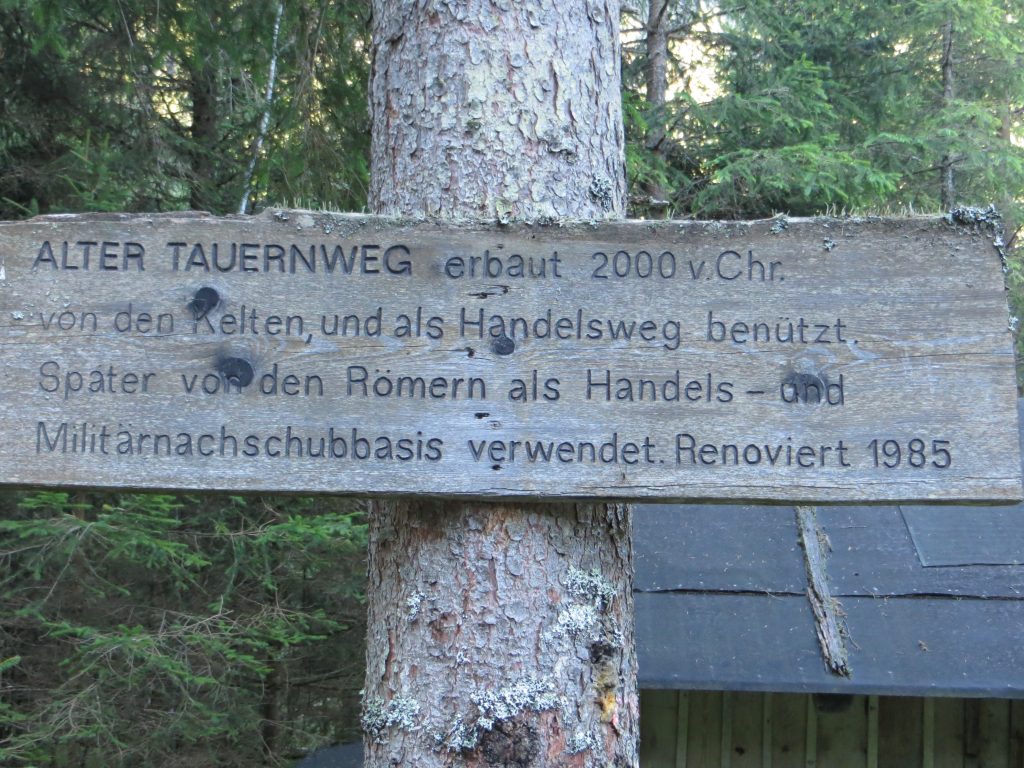 ALTER TAUERNWEG erbaut 2000 v. Chr.
von den Kelten, und als Handelsweg benützt.
Später von den Römern als Handels - und
Militärnachschubbasis verwendet. Renoviert 1985